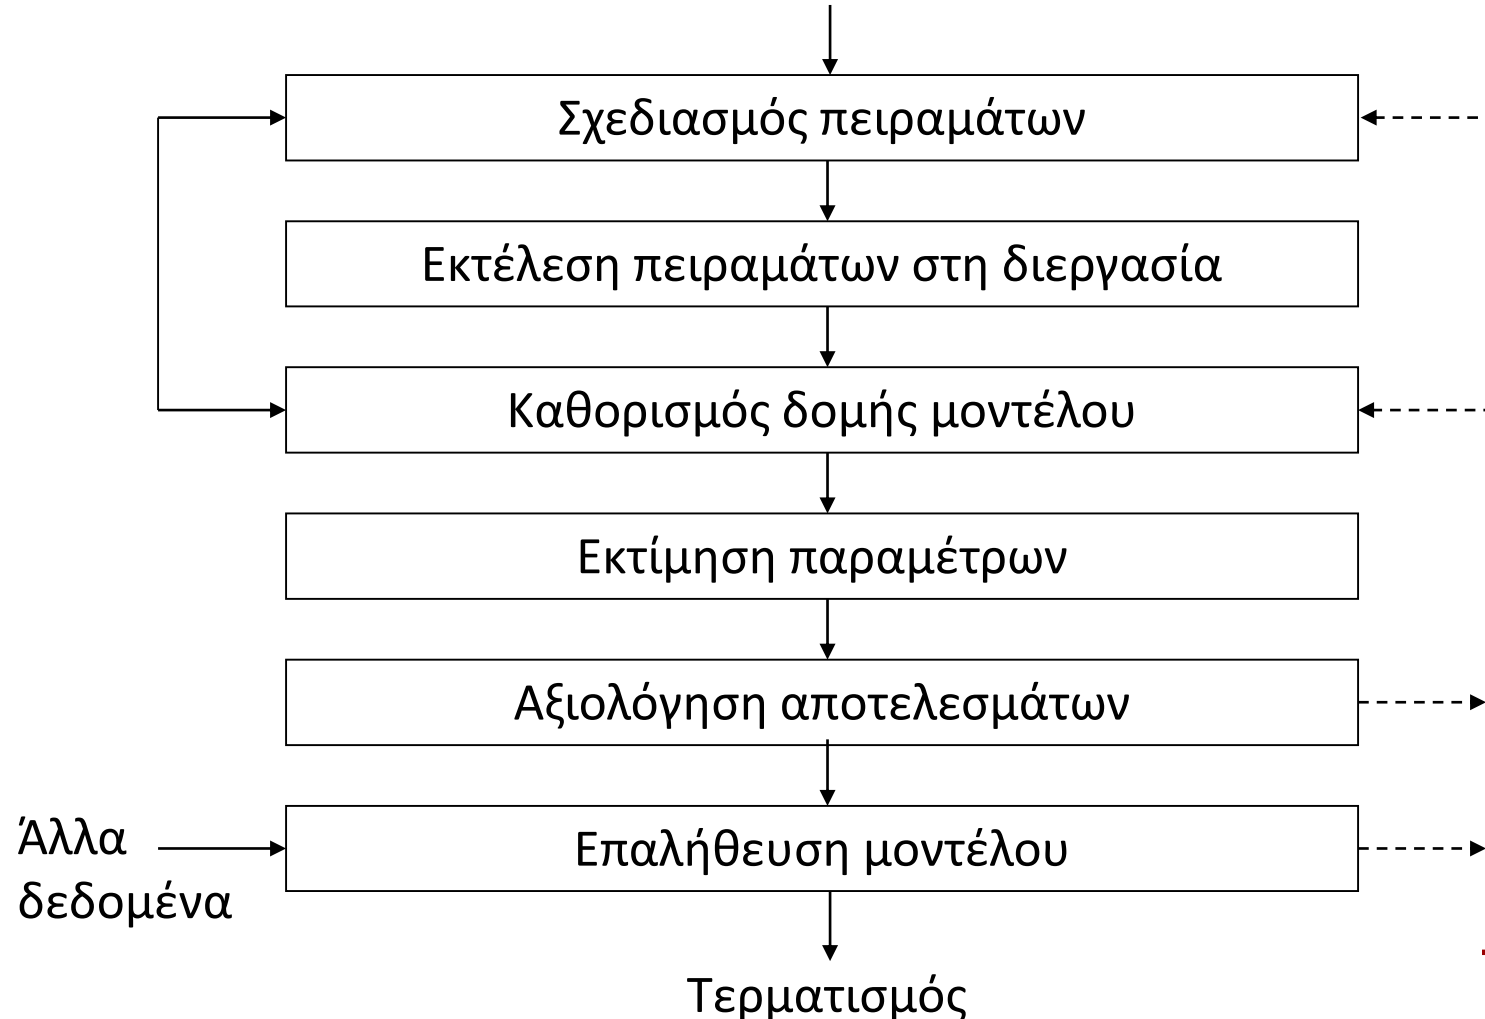 Σχεδιασμός πειραμάτων
Εκτέλεση πειραμάτων στη διεργασία
Καθορισμός δομής μοντέλου
Εκτίμηση παραμέτρων
Αξιολόγηση αποτελεσμάτων
Άλλα
δεδομένα
Επαλήθευση μοντέλου
Τερματισμός